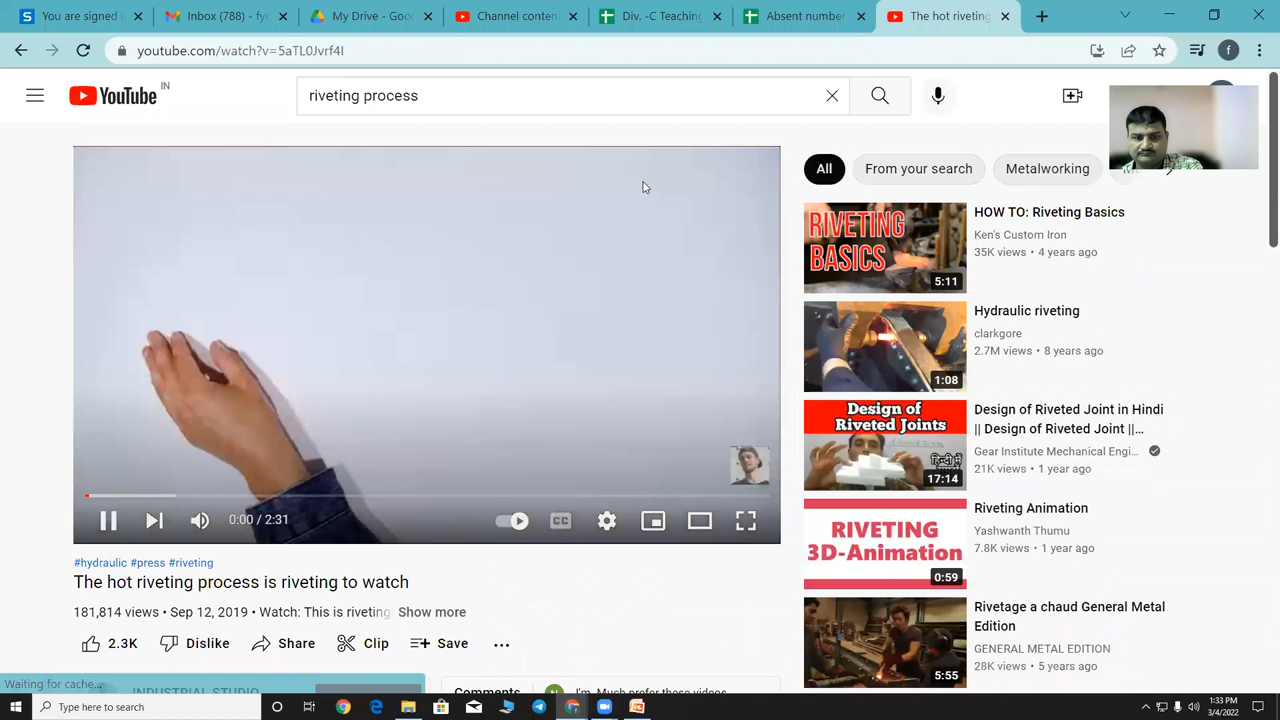 You are signed
Inbox (788) - fy
My Drive - Goo
Channel conten
Div. -C Teaching
Absent number
The hot riveting
youtube.com/watch?v=5aTL0Jvrf4I
f
YouTube
IN
riveting process
All
From your search
Metalworking
0:00 / 2:31
CC
#hydraulic #press #riveting
The hot riveting process is riveting to watch
181,814 views • Sep 12, 2019 • Watch: This is riveting
Show more
2.3K
Dislike
Share
Clip
Save
Waiting for cache...
INDUSTRIAL STUDIO
Comments
N
I'm. Much prefer these videos
RIVETING
BASICS
5:11
HOW TO: Riveting Basics
Ken's Custom Iron
35K views • 4 years ago
1:08
Hydraulic riveting
clarkgore
2.7M views • 8 years ago
Design of
Riveted Joints
हिन्दी में
17:14
Design of Riveted Joint in Hindi
|| Design of Riveted Joint ||...
Gear Institute Mechanical Engi...
21K views • 1 year ago
RIVETING
3D-Animation
0:59
Riveting Animation
Yashwanth Thumu
7.8K views • 1 year ago
5:55
Rivetage a chaud General Metal
Edition
GENERAL METAL EDITION
28K views • 5 years ago
Type here to search
1:33 PM
3/4/2022